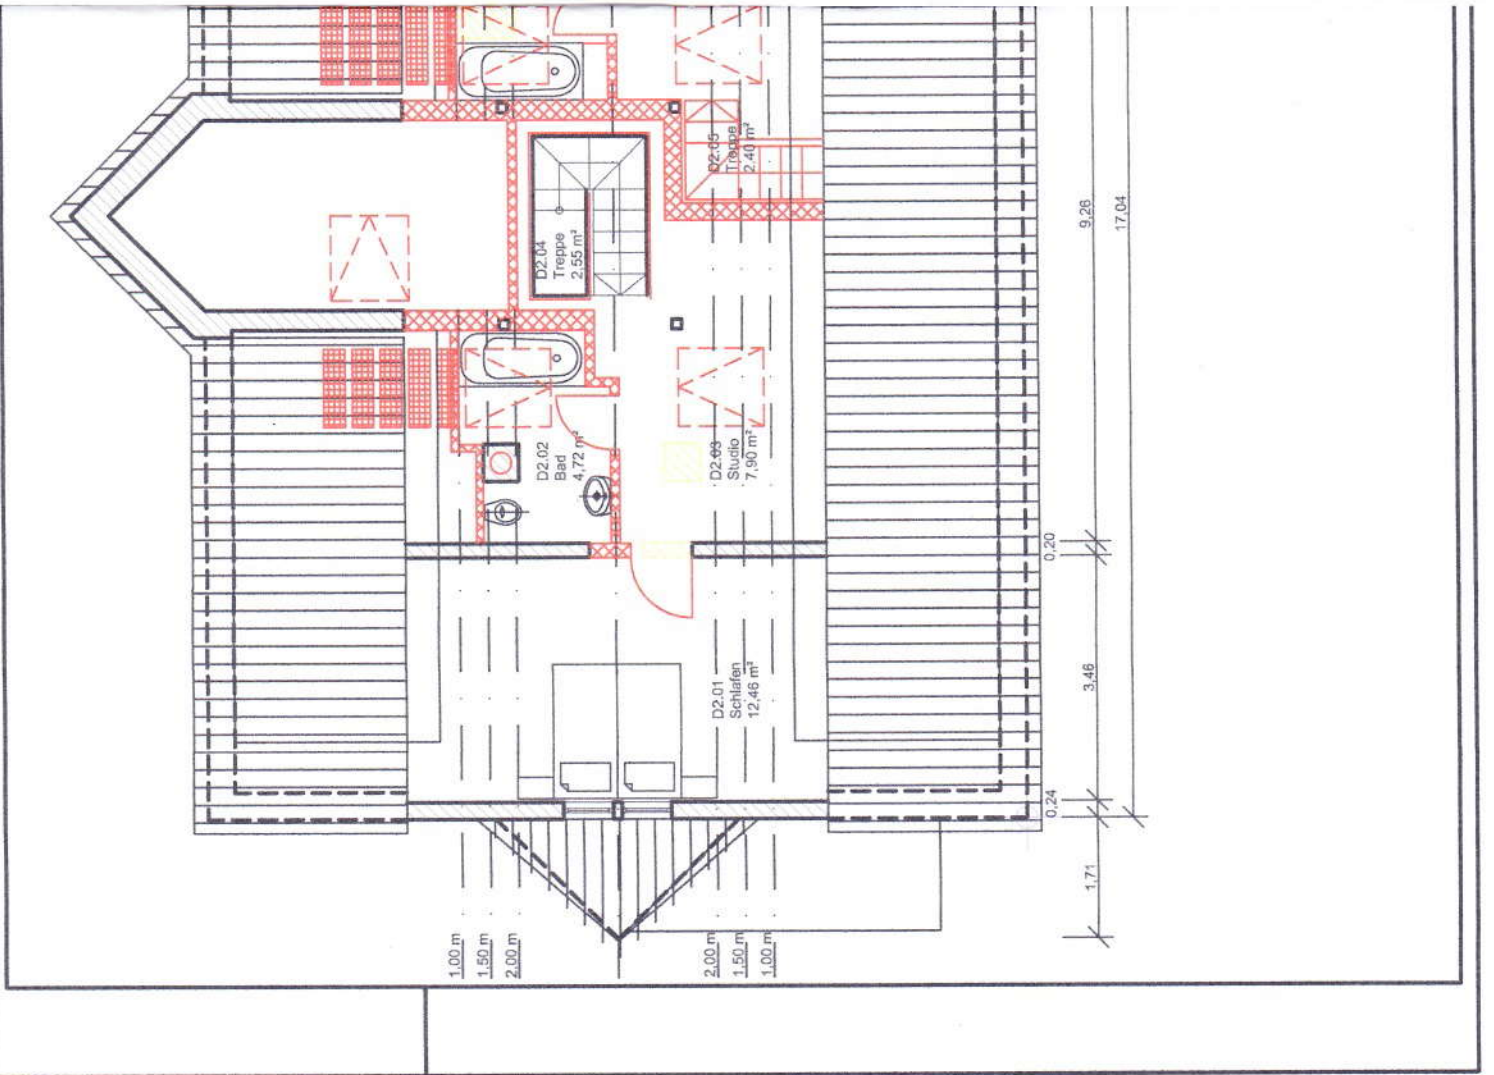 D2.05
Treppe
2.40 m²
D2.04
Treppe
2,55 m²
D2.02
Bad
4,72 m²
D2.03
Studio
7,90 m²
D2.01
Schlafen
12,46 m²
9,26
17,04
0,20
3,46
0,24
1,71
1,00 m
1,50 m
2,00 m
2,00 m
1,50 m
1,00 m